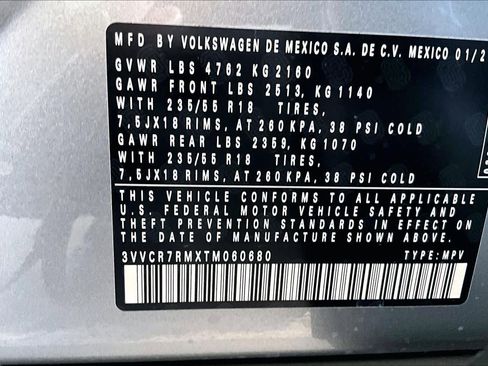 MFD BY VOLKSWAGEN DE MEXICO S.A. DE C.V. MEXICO 01/2
GVWR LBS 4762 KG 2160
GAWR FRONT LBS 2513, KG 1140
WITH 235/55 R18 TIRES,
7,5JX18 RIMS, AT 260 KPA, 38 PSI COLD
GAWR REAR LBS 2359, KG 1070
WITH 235/55 R18 TIRES,
7,5JX18 RIMS, AT 260 KPA, 38 PSI COLD
THIS VEHICLE CONFORMS TO ALL APPLICABLE
U.S. FEDERAL MOTOR VEHICLE SAFETY AND
THEFT PREVENTION STANDARDS IN EFFECT ON
THE DATE OF MANUFACTURE SHOWN ABOVE.
3VVCR7RMXTM060680 TYPE: MPV